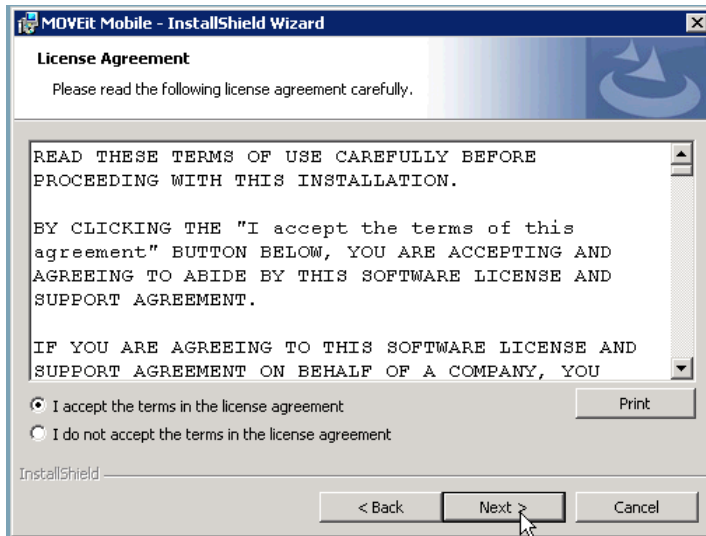 MOVEit Mobile - InstallShield Wizard
License Agreement
Please read the following license agreement carefully.
READ THESE TERMS OF USE CAREFULLY BEFORE
PROCEEDING WITH THIS INSTALLATION.
BY CLICKING THE "I accept the terms of this
agreement" BUTTON BELOW, YOU ARE ACCEPTING AND
AGREEING TO ABIDE BY THIS SOFTWARE LICENSE AND
SUPPORT AGREEMENT.
IF YOU ARE AGREEING TO THIS SOFTWARE LICENSE AND
SUPPORT AGREEMENT ON BEHALF OF A COMPANY, YOU
I accept the terms in the license agreement
Print
I do not accept the terms in the license agreement
InstallShield
< Back Next > Cancel